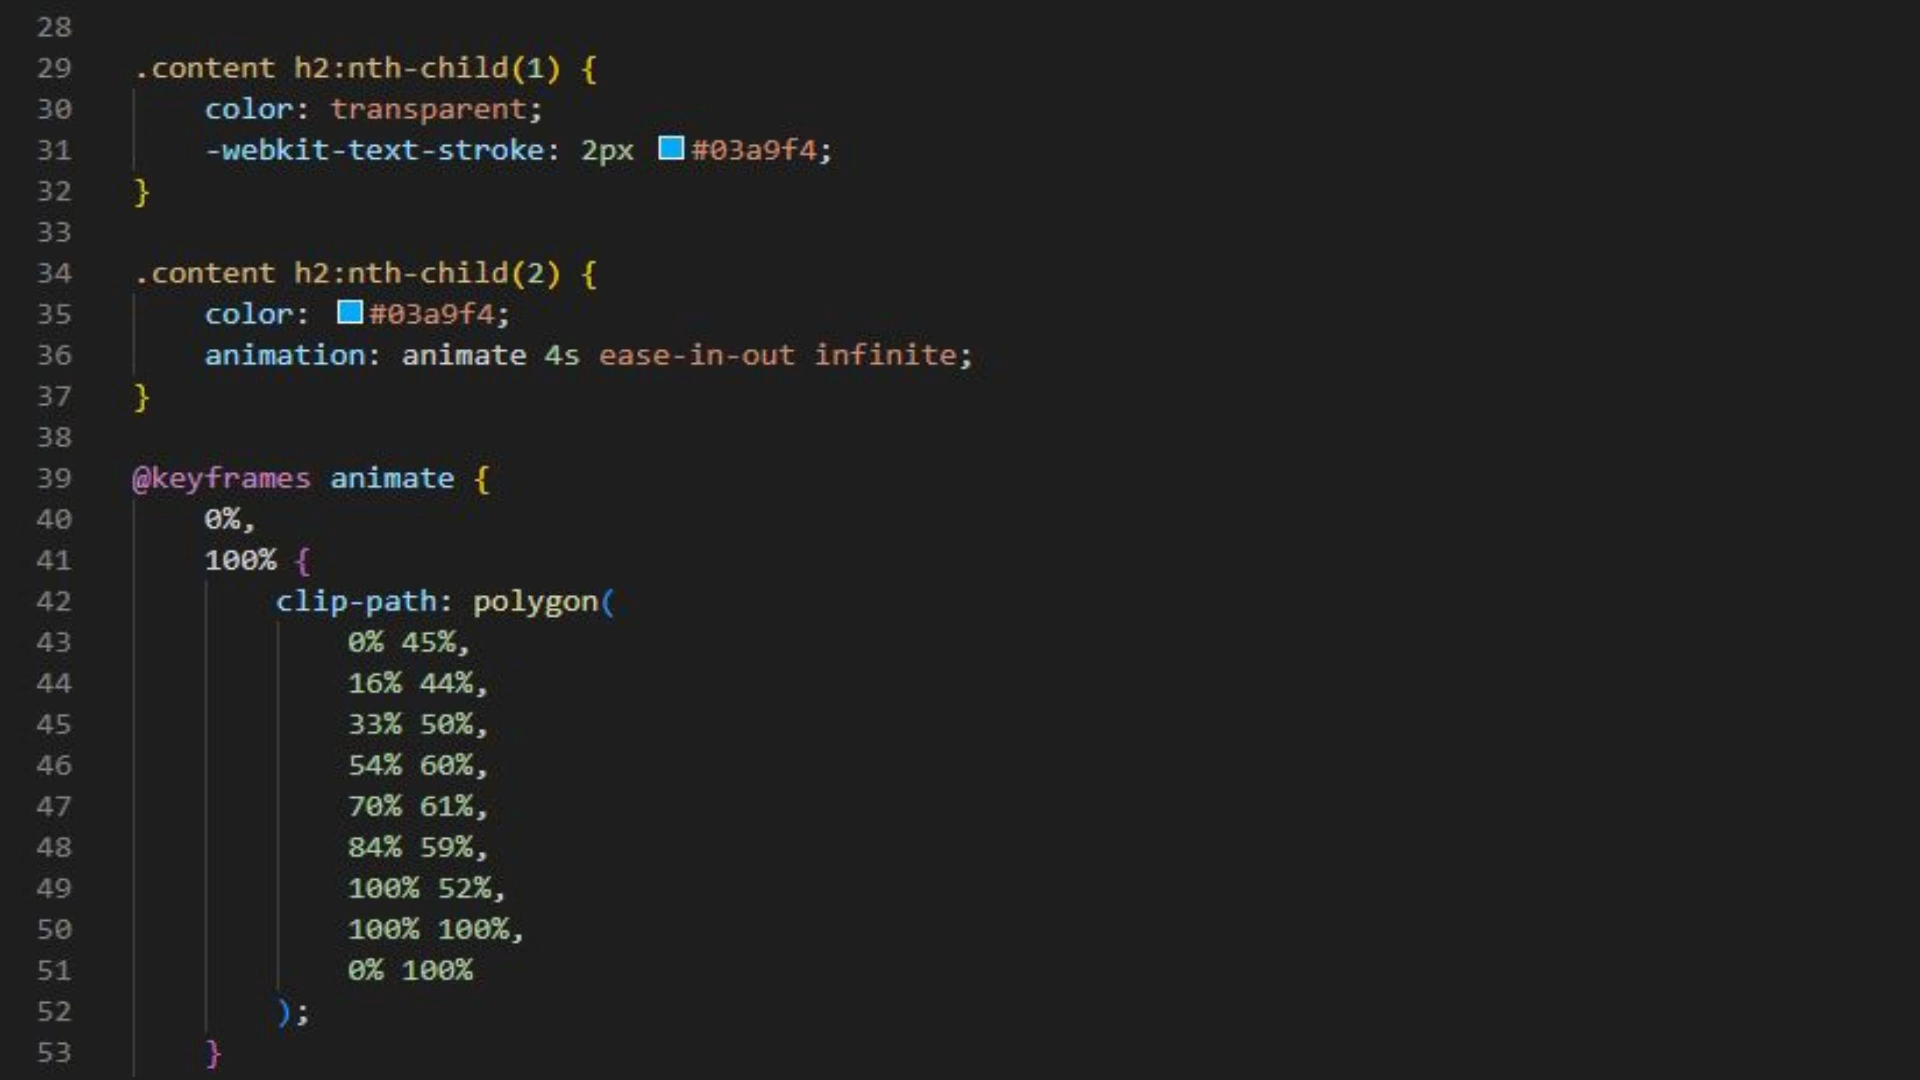 28
29 .content h2:nth-child(1) {
30 color: transparent;
31 -webkit-text-stroke: 2px #03a9f4;
32 }
33
34 .content h2:nth-child(2) {
35 color: #03a9f4;
36 animation: animate 4s ease-in-out infinite;
37 }
38
39 @keyframes animate {
40 0%,
41 100% {
42 clip-path: polygon(
43 0% 45%,
44 16% 44%,
45 33% 50%,
46 54% 60%,
47 70% 61%,
48 84% 59%,
49 100% 52%,
50 100% 100%,
51 0% 100%
52 );
53 }